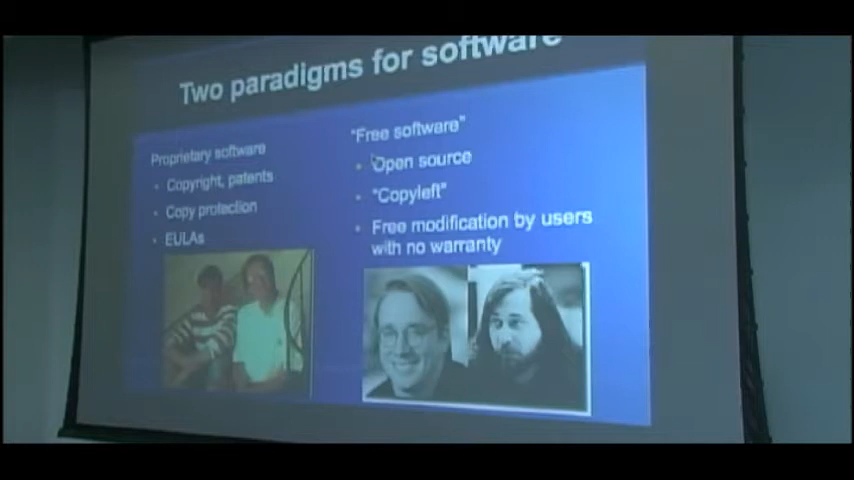 Two paradigms for software
Proprietary software
• Copyright, patents
• Copy protection
• EULAs
"Free software"
• Open source
• "Copyleft"
• Free modification by users
with no warranty